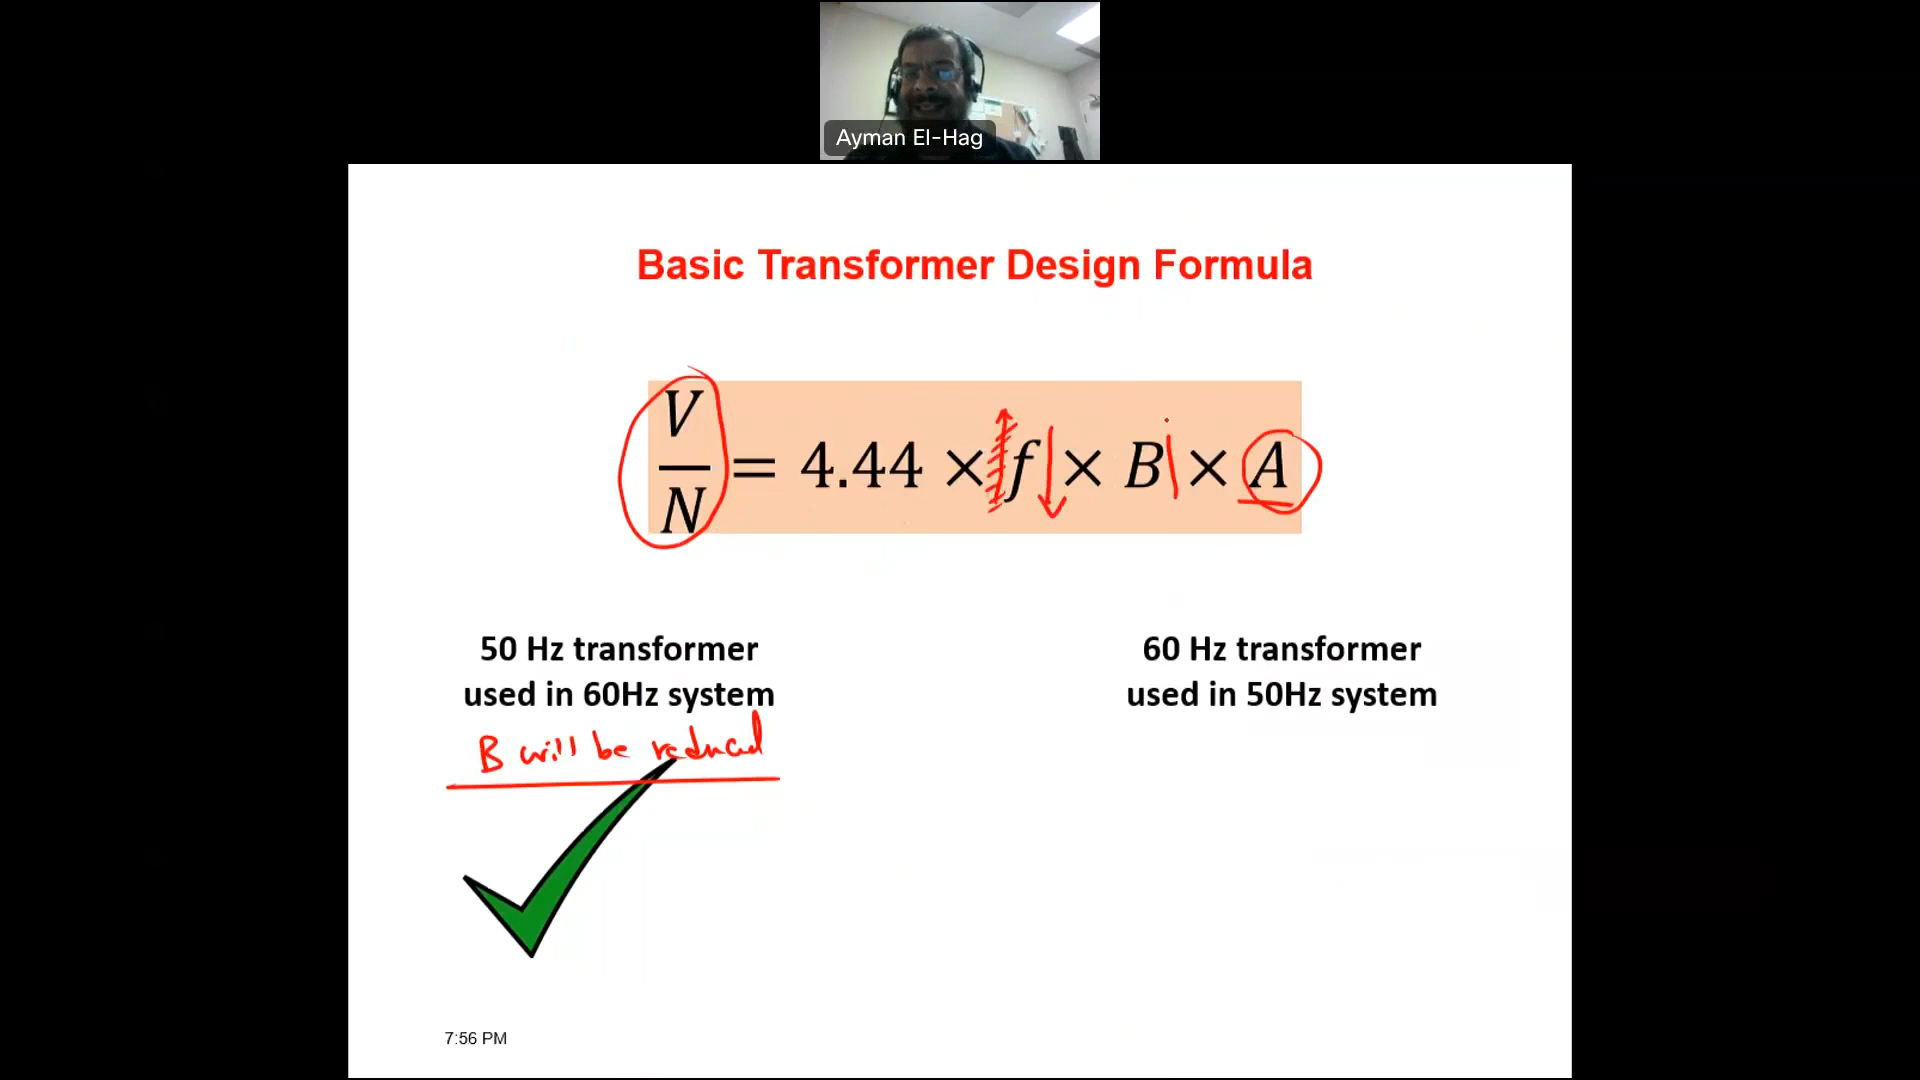 Ayman El-Hag
Basic Transformer Design Formula
V/N = 4.44 × f × B × A
50 Hz transformer
used in 60Hz system
B will be reduced
60 Hz transformer
used in 50Hz system
7:56 PM